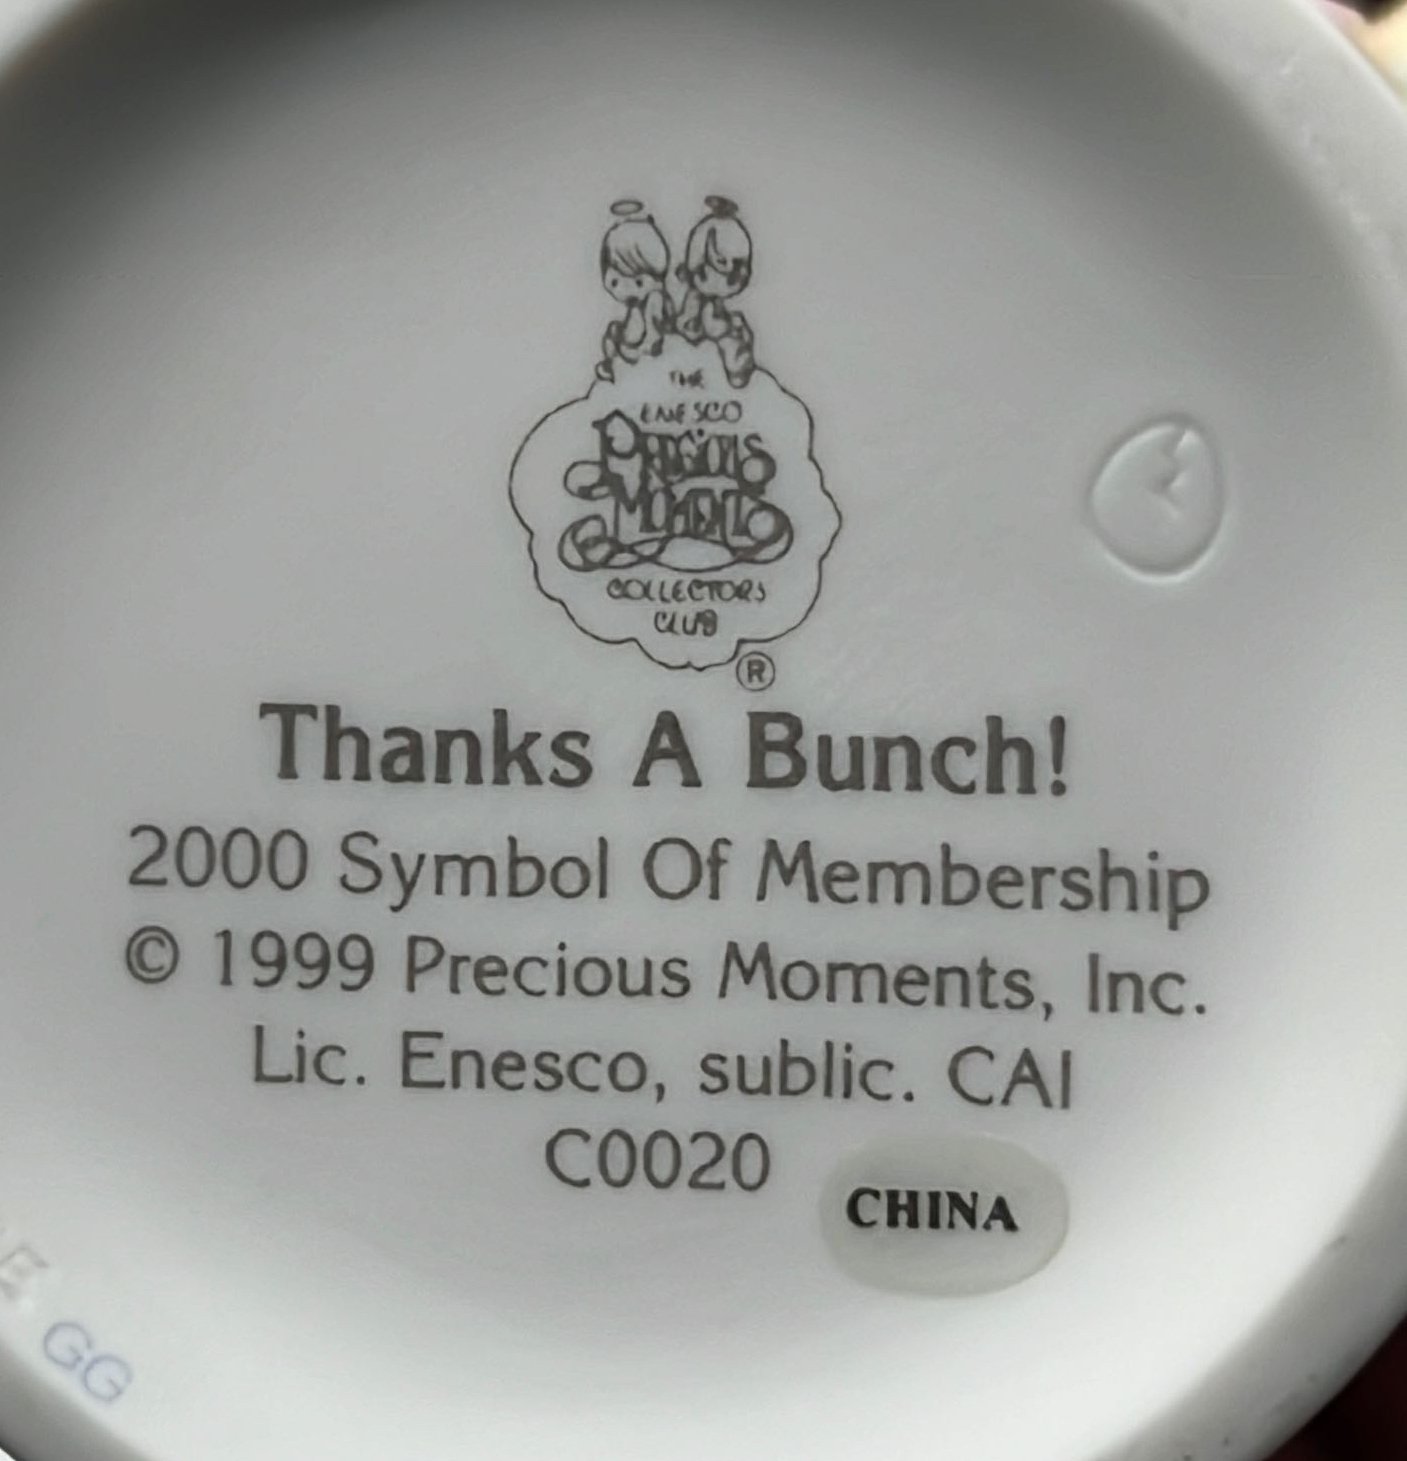 THE
ENESCO
PRECIOUS
MOMENTS
COLLECTORS
CLUB
®
Thanks A Bunch!
2000 Symbol Of Membership
© 1999 Precious Moments, Inc.
Lic. Enesco, sublic. CAI
C0020
CHINA
E
GG